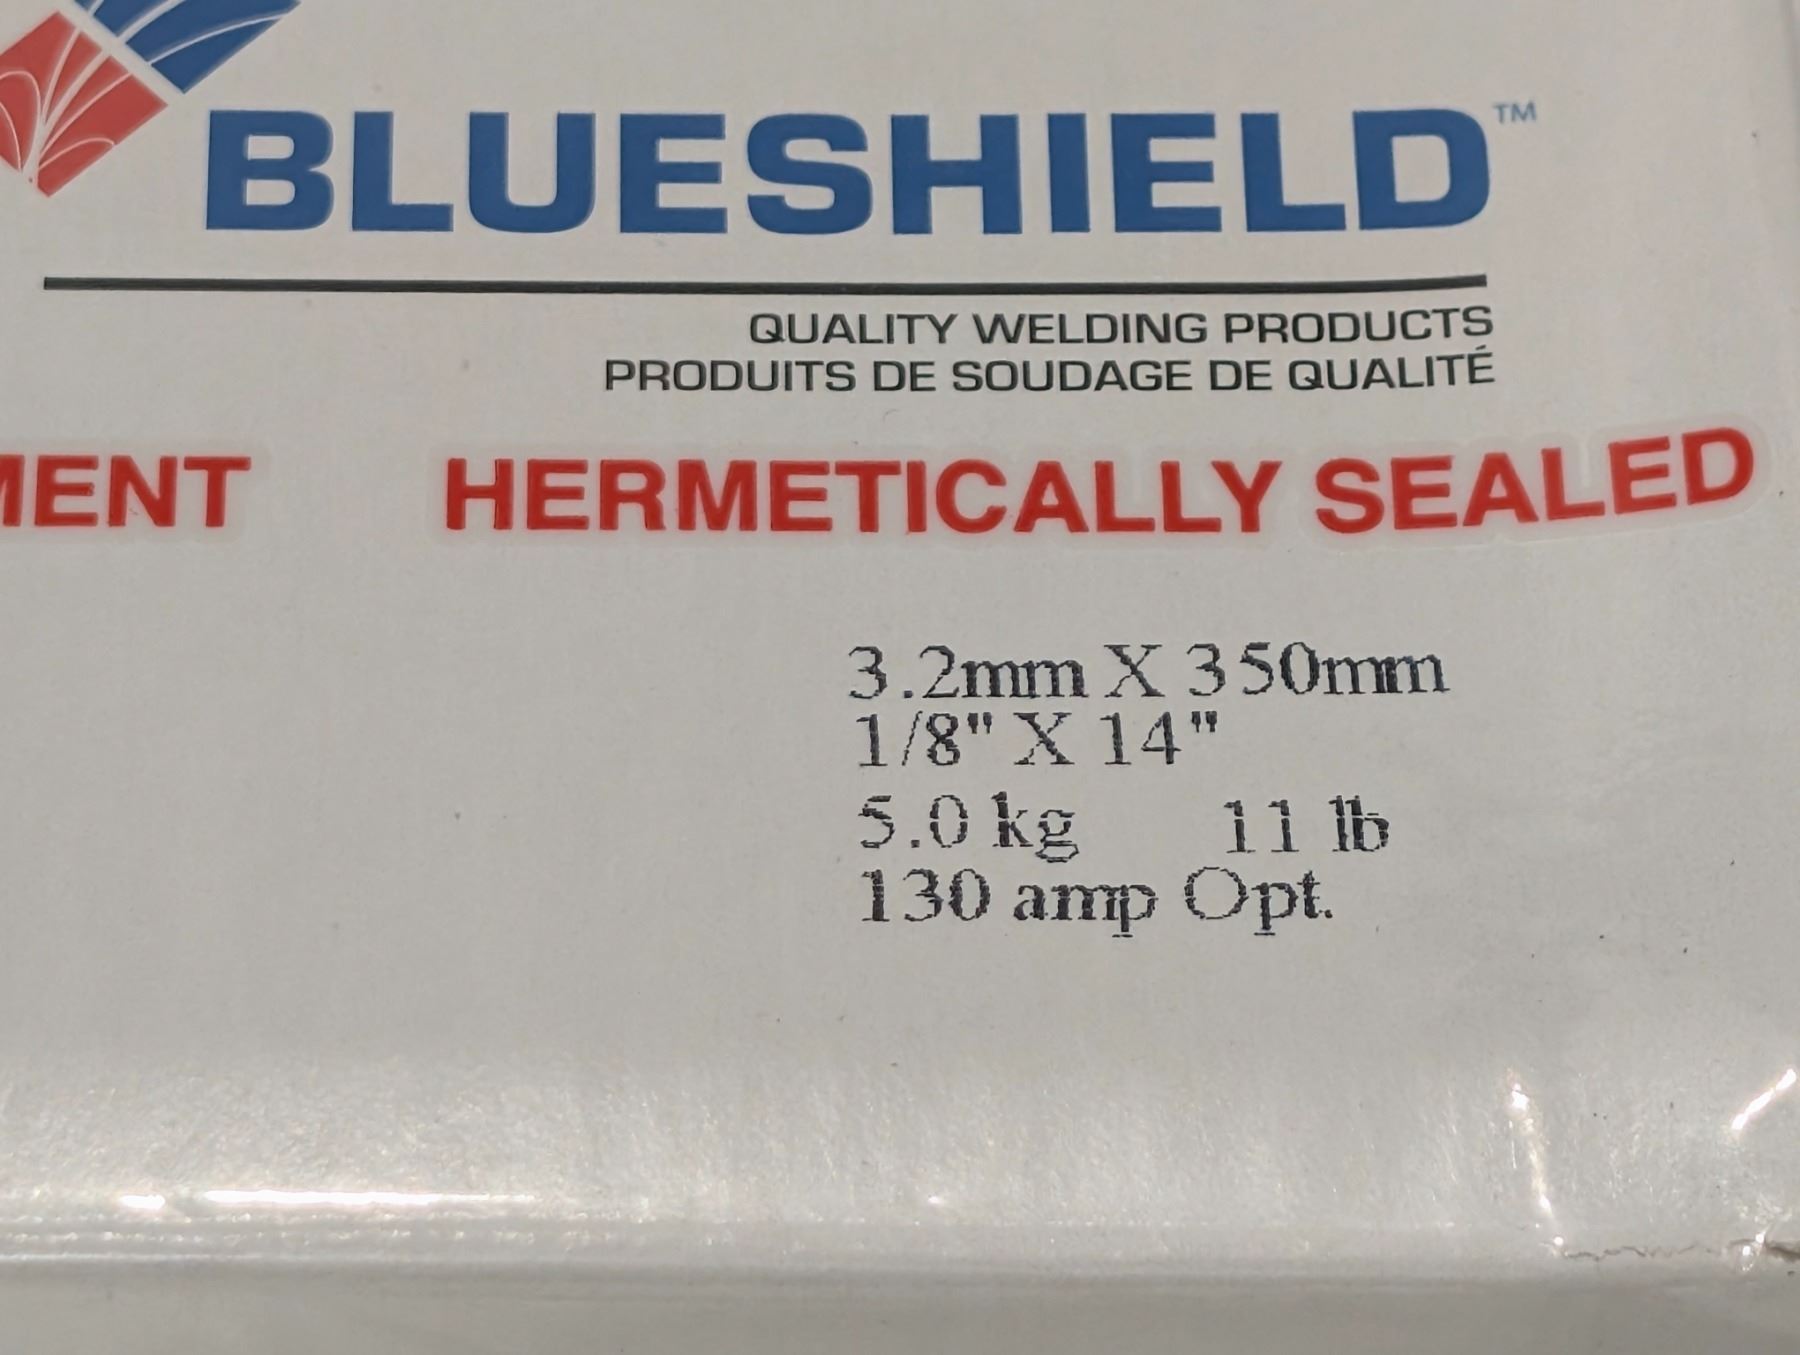 BLUESHIELD™
QUALITY WELDING PRODUCTS
PRODUITS DE SOUDAGE DE QUALITÉ
HERMETICALLY SEALED
3.2mm X 350mm
1/8" X 14"
5.0 kg 11 lb
130 amp Opt.